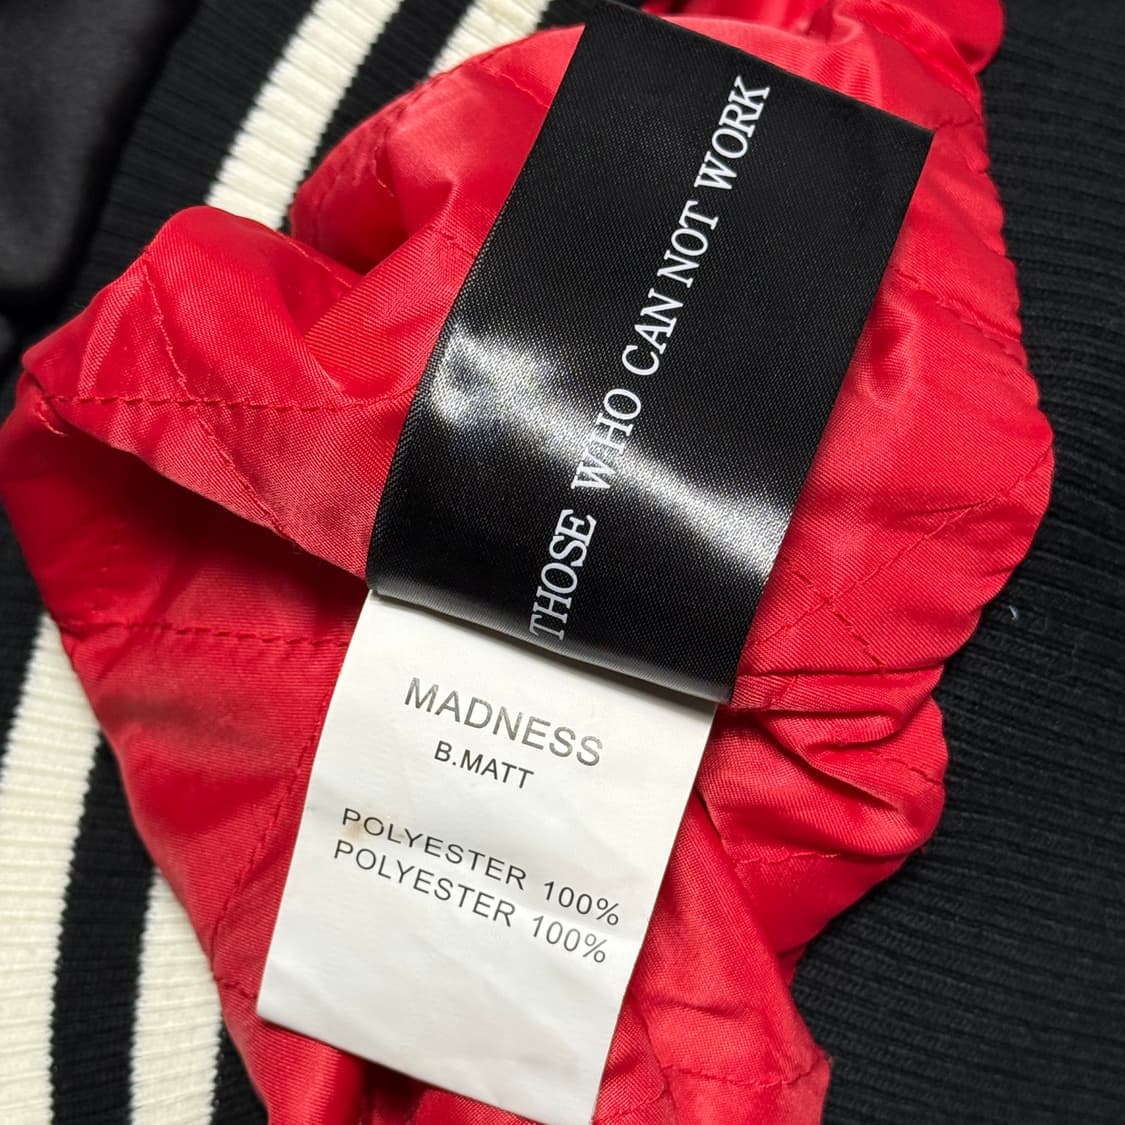 THOSE WHO CAN NOT WORK
MADNESS
B.MATT
POLYESTER 100%
POLYESTER 100%